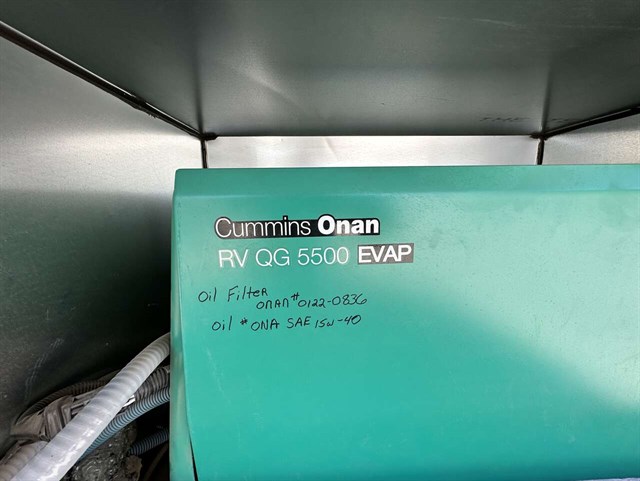 Cummins Onan
RV QG 5500 EVAP
Oil Filter
ONAN# 0122-0836
Oil # ONA SAE 15W-40